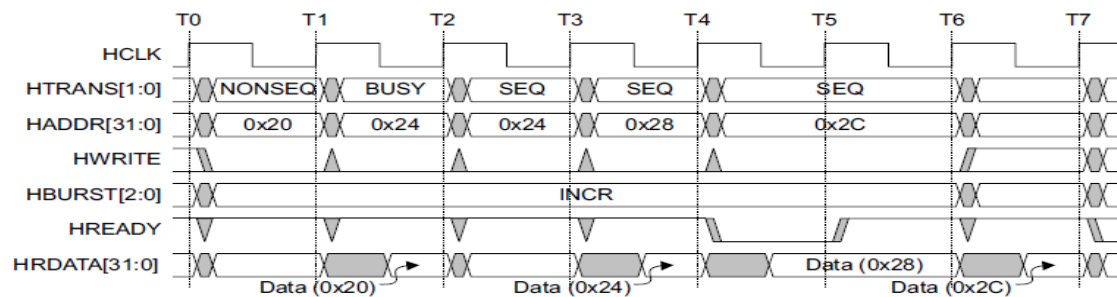 T0 T1 T2 T3 T4 T5 T6 T7
HCLK
HTRANS[1:0] NONSEQ BUSY SEQ SEQ SEQ
HADDR[31:0] 0x20 0x24 0x24 0x28 0x2C
HWRITE
HBURST[2:0] INCR
HREADY
HRDATA[31:0] Data (0x28)
Data (0x20) Data (0x24) Data (0x2C)